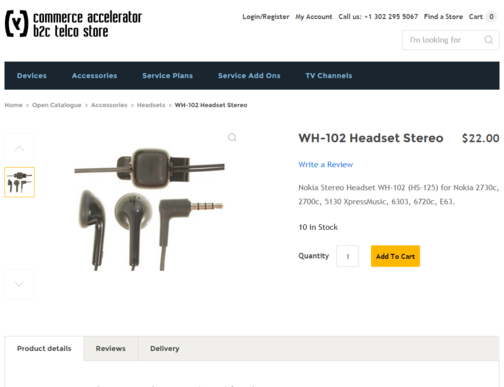 commerce accelerator
b2c telco store
Login/Register My Account Call us: +1 302 295 5067 Find a Store Cart 0
I'm looking for
Devices Accessories Service Plans Service Add Ons TV Channels
Home > Open Catalogue > Accessories > Headsets > WH-102 Headset Stereo
WH-102 Headset Stereo $22.00
Write a Review
Nokia Stereo Headset WH-102 (HS-125) for Nokia 2730c,
2700c, 5130 XpressMusic, 6303, 6720c, E63.
10 in Stock
Quantity 1 Add To Cart
Product details Reviews Delivery